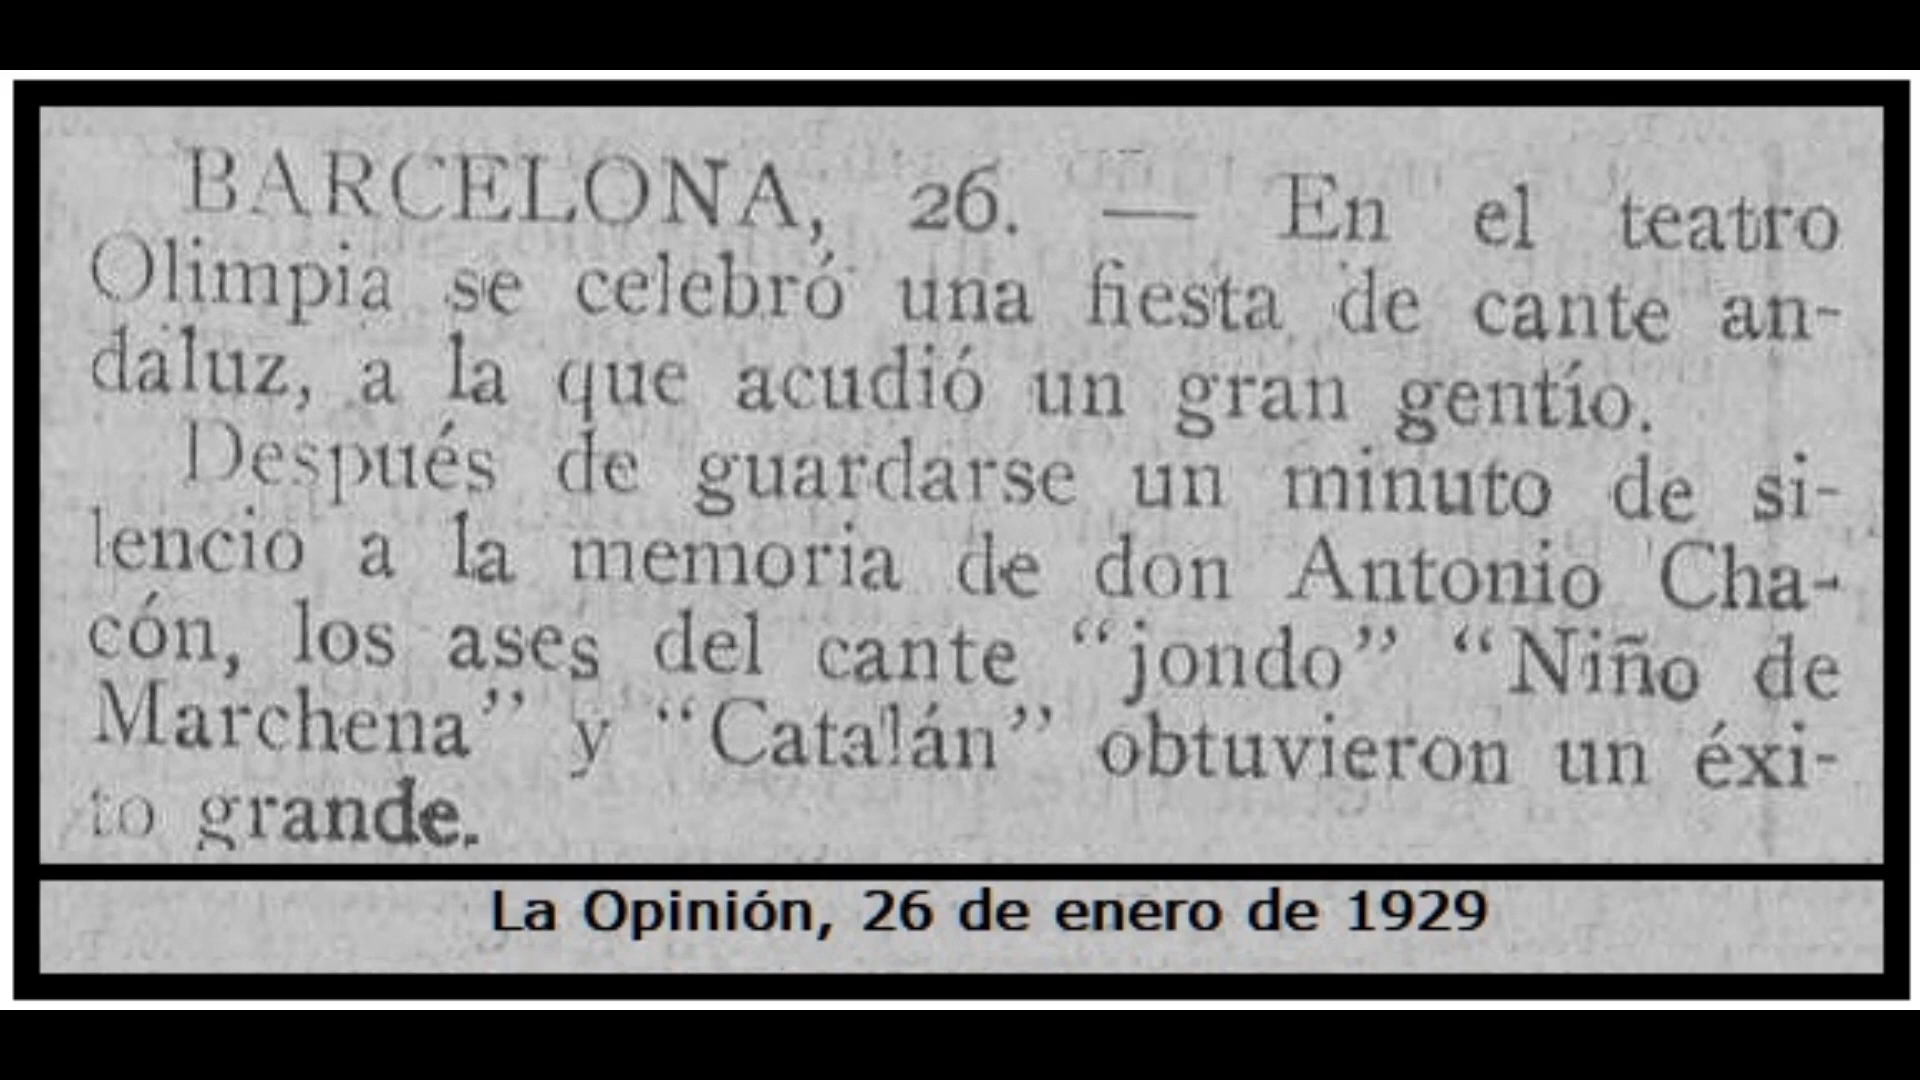 BARCELONA, 26. — En el teatro
Olimpia se celebró una fiesta de cante an-
daluz, a la que acudió un gran gentío.
Después de guardarse un minuto de si-
lencio a la memoria de don Antonio Cha-
cón, los ases del cante “jondo” “Niño de
Marchena” y “Catalán” obtuvieron un éxi-
to grande.
La Opinión, 26 de enero de 1929